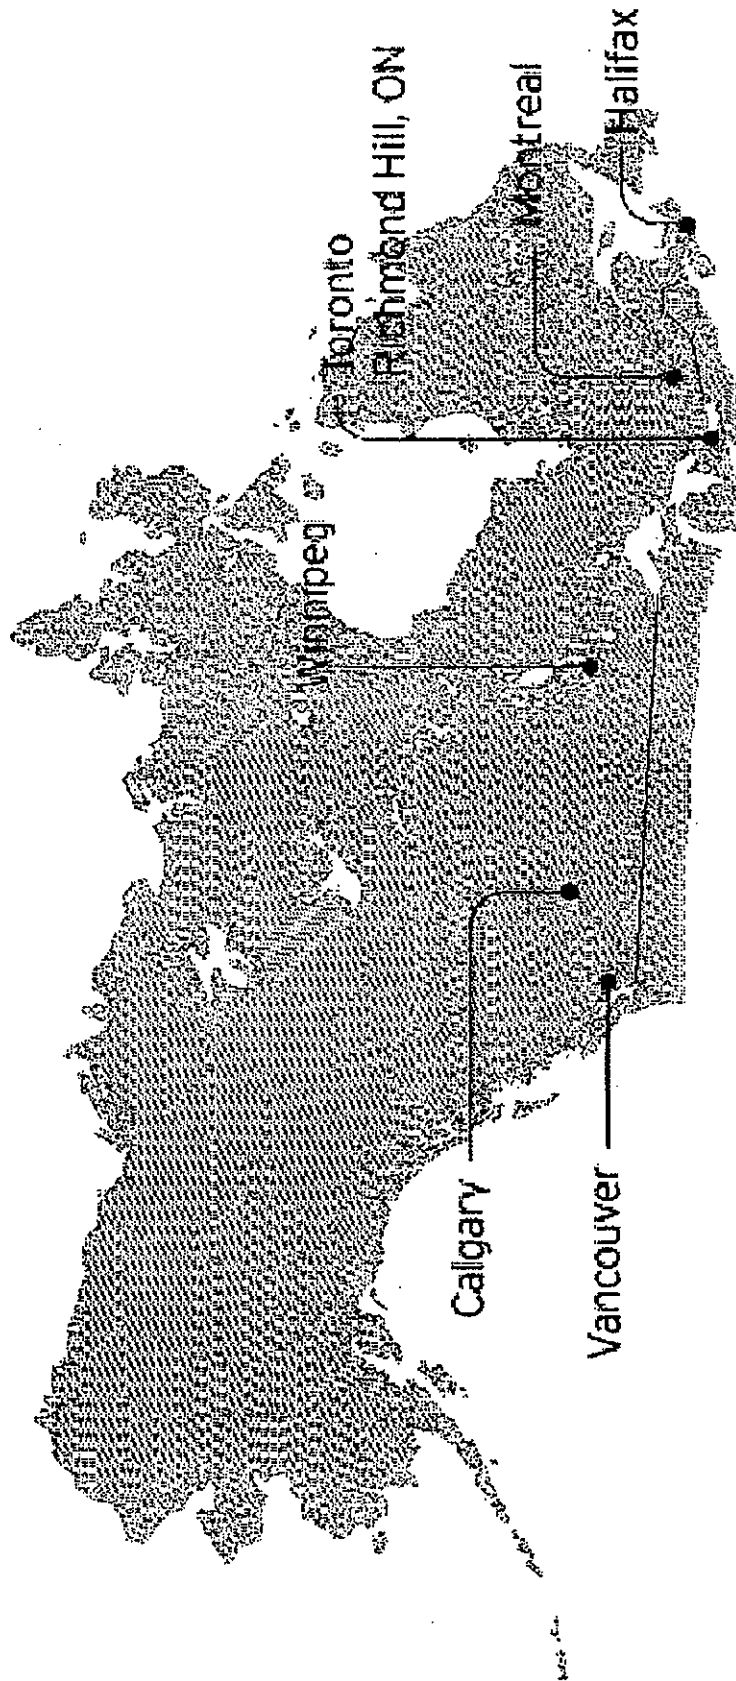 Calgary
Vancouver
Winnipeg
Toronto
Richmond Hill, ON
Montreal
Halifax